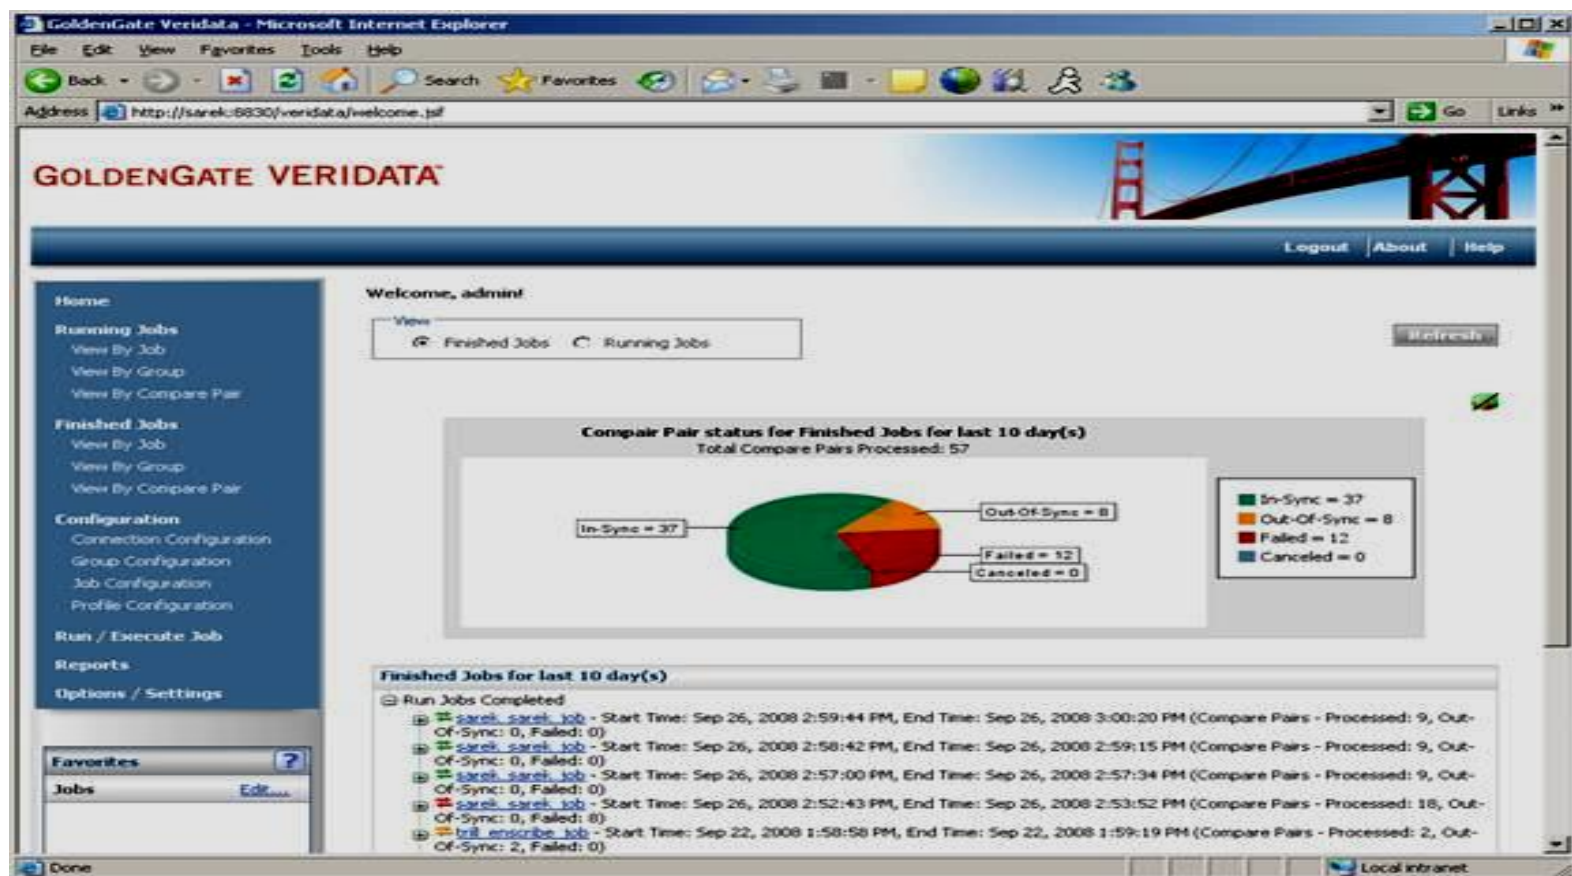 GoldenGate Veridata - Microsoft Internet Explorer
File Edit View Favorites Tools Help
Back Search Favorites
Address http://sarek:8830/veridata/welcome.jsf Go Links
GOLDENGATE VERIDATA™
Logout About Help
Home
Running Jobs
View By Job
View By Group
View By Compare Pair
Finished Jobs
View By Job
View By Group
View By Compare Pair
Configuration
Connection Configuration
Group Configuration
Job Configuration
Profile Configuration
Run / Execute Job
Reports
Options / Settings
Favorites ?
Jobs Edit...
Welcome, admin!
View
Finished Jobs Running Jobs
Refresh
Compair Pair status for Finished Jobs for last 10 day(s)
Total Compare Pairs Processed: 57
In-Sync = 37
Out-Of-Sync = 8
Failed = 12
Canceled = 0
In-Sync = 37
Out-Of-Sync = 8
Failed = 12
Canceled = 0
Finished Jobs for last 10 day(s)
Run Jobs Completed
sarek_sarek_job - Start Time: Sep 26, 2008 2:59:44 PM, End Time: Sep 26, 2008 3:00:20 PM (Compare Pairs - Processed: 9, Out-
Of-Sync: 0, Failed: 0)
sarek_sarek_job - Start Time: Sep 26, 2008 2:58:42 PM, End Time: Sep 26, 2008 2:59:15 PM (Compare Pairs - Processed: 9, Out-
Of-Sync: 0, Failed: 0)
sarek_sarek_job - Start Time: Sep 26, 2008 2:57:00 PM, End Time: Sep 26, 2008 2:57:34 PM (Compare Pairs - Processed: 9, Out-
Of-Sync: 0, Failed: 0)
sarek_sarek_job - Start Time: Sep 26, 2008 2:52:43 PM, End Time: Sep 26, 2008 2:53:52 PM (Compare Pairs - Processed: 18, Out-
Of-Sync: 0, Failed: 8)
trill_enscribe_job - Start Time: Sep 22, 2008 1:58:58 PM, End Time: Sep 22, 2008 1:59:19 PM (Compare Pairs - Processed: 2, Out-
Of-Sync: 2, Failed: 0)
Done Local intranet